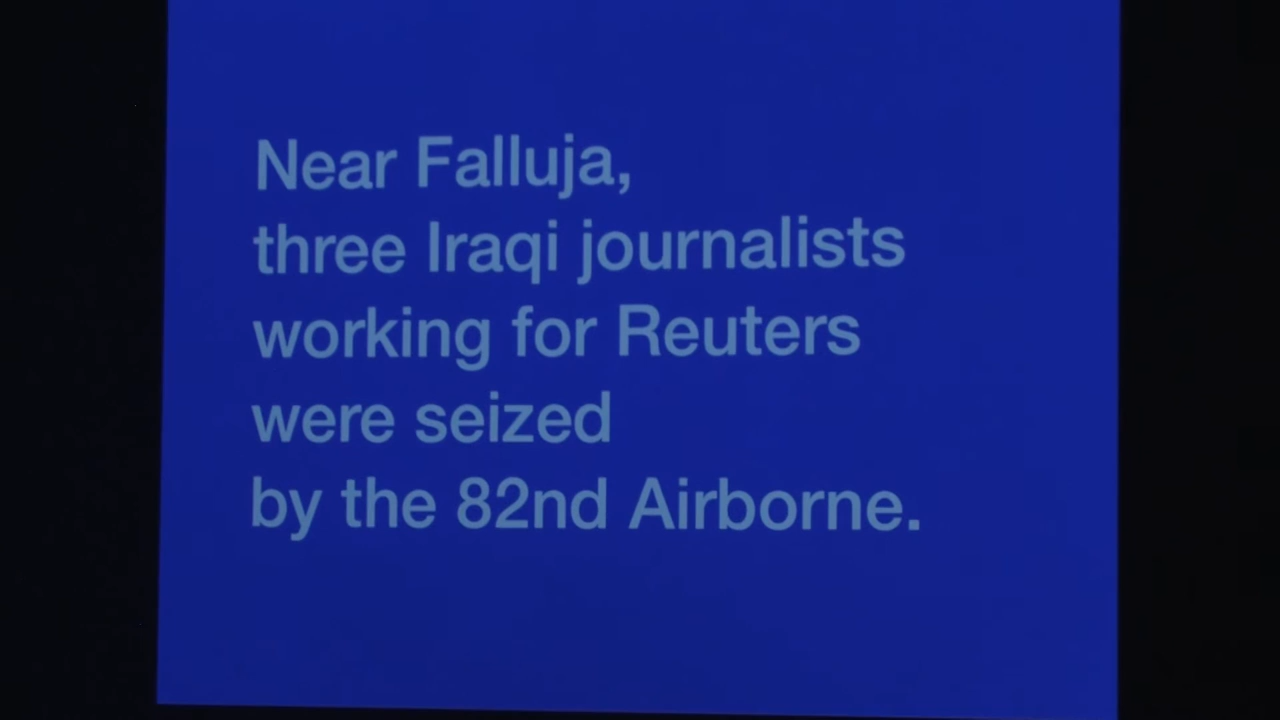 Near Falluja,
three Iraqi journalists
working for Reuters
were seized
by the 82nd Airborne.